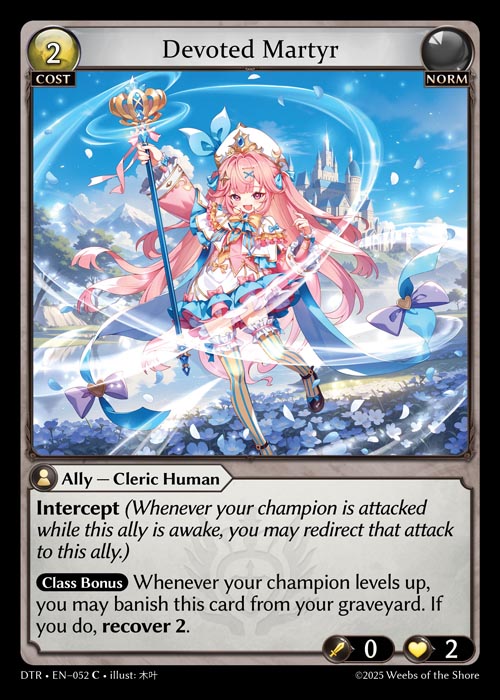 2
Devoted Martyr
COST
NORM
Ally — Cleric Human
Intercept (Whenever your champion is attacked
while this ally is awake, you may redirect that attack
to this ally.)
Class Bonus Whenever your champion levels up,
you may banish this card from your graveyard. If
you do, recover 2.
0
2
DTR • EN–052 C • illust: 木叶
©2025 Weebs of the Shore